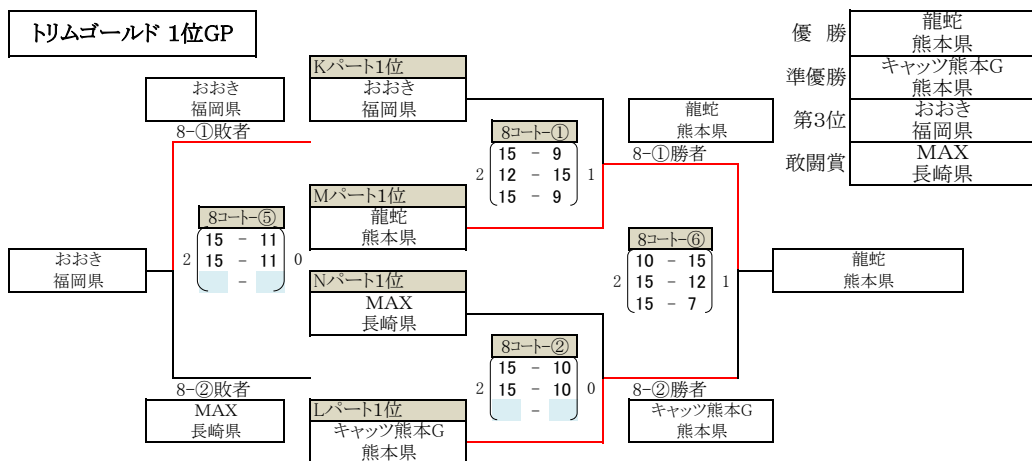 トリムゴールド 1位GP
優 勝
龍蛇
熊本県
準優勝
キャッツ熊本G
熊本県
第3位
おおき
福岡県
敢闘賞
MAX
長崎県
Kパート1位
おおき
福岡県
おおき
福岡県
8-①敗者
龍蛇
熊本県
8-①勝者
8コート-①
15 - 9
2 12 - 15 1
15 - 9
Mパート1位
龍蛇
熊本県
8コート-⑤
15 - 11
2 15 - 11 0
-
おおき
福岡県
8コート-⑥
10 - 15
2 15 - 12 1
15 - 7
龍蛇
熊本県
Nパート1位
MAX
長崎県
8コート-②
15 - 10
2 15 - 10 0
-
8-②敗者
MAX
長崎県
Lパート1位
キャッツ熊本G
熊本県
8-②勝者
キャッツ熊本G
熊本県